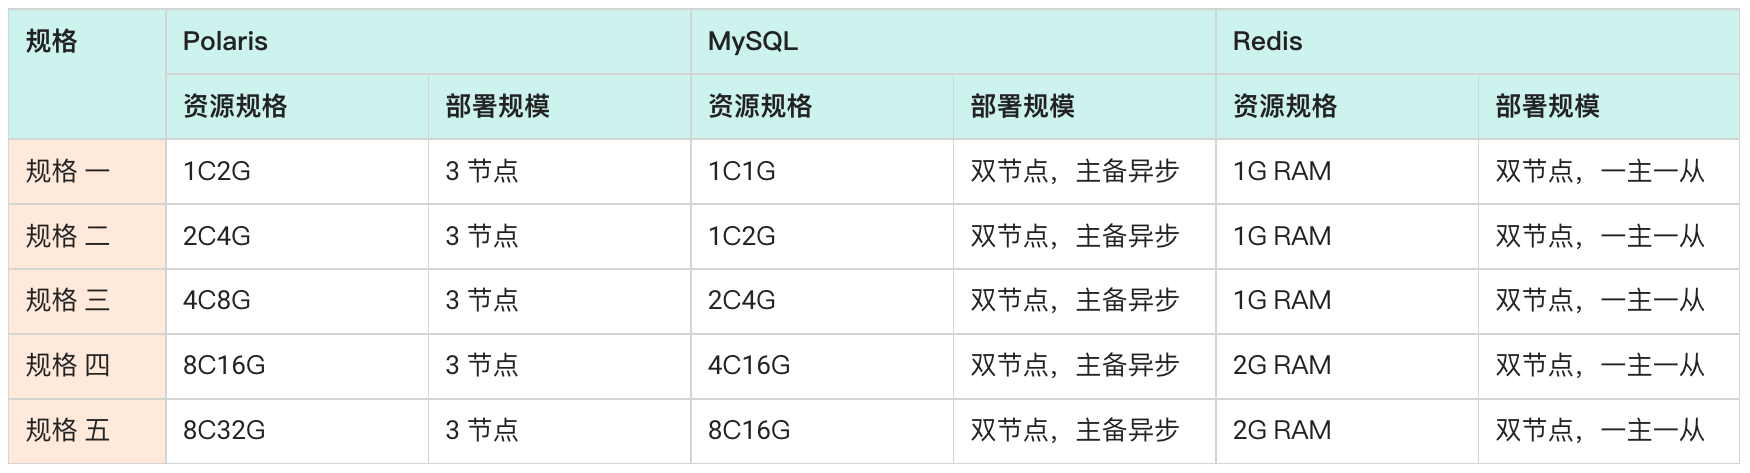 规格 Polaris MySQL Redis
资源规格 部署规模 资源规格 部署规模 资源规格 部署规模
规格 一 1C2G 3 节点 1C1G 双节点，主备异步 1G RAM 双节点，一主一从
规格 二 2C4G 3 节点 1C2G 双节点，主备异步 1G RAM 双节点，一主一从
规格 三 4C8G 3 节点 2C4G 双节点，主备异步 1G RAM 双节点，一主一从
规格 四 8C16G 3 节点 4C16G 双节点，主备异步 2G RAM 双节点，一主一从
规格 五 8C32G 3 节点 8C16G 双节点，主备异步 2G RAM 双节点，一主一从